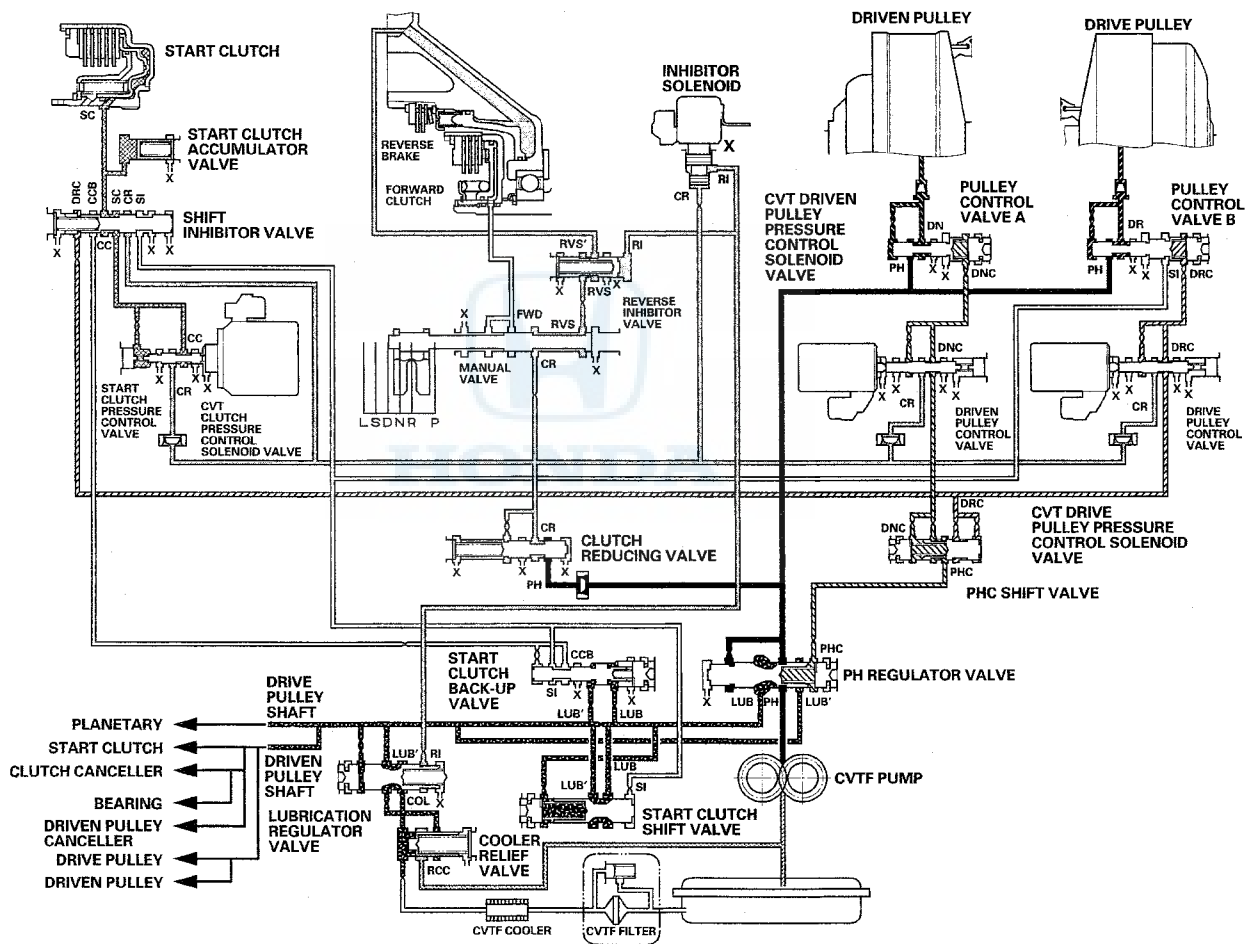 DRIVEN PULLEY
DRIVE PULLEY
START CLUTCH
SC
INHIBITOR
SOLENOID
X
RI
CR
REVERSE
BRAKE
FORWARD
CLUTCH
START CLUTCH
ACCUMULATOR
VALVE
X
DRC
CCB
SC
CR
SI
SHIFT
INHIBITOR VALVE
X
CC
X
X
CVT DRIVEN
PULLEY
PRESSURE
CONTROL
SOLENOID
VALVE
PULLEY
CONTROL
VALVE A
DN
PH
X
X
DNC
PULLEY
CONTROL
VALVE B
DR
PH
X
X
SI
DRC
RVS'
RI
X
RVS
X
REVERSE
INHIBITOR
VALVE
X
FWD
RVS
MANUAL
VALVE
CR
X
L S D N R P
CC
X
X
X
CR
START
CLUTCH
PRESSURE
CONTROL
VALVE
CVT
CLUTCH
PRESSURE
CONTROL
SOLENOID VALVE
DNC
X
X
X
CR
DRIVEN
PULLEY
CONTROL
VALVE
DRC
X
X
X
CR
DRIVE
PULLEY
CONTROL
VALVE
HONDA
CR
CLUTCH
REDUCING VALVE
X
X
X
PH
DNC
DRC
PHC
CVT DRIVE
PULLEY PRESSURE
CONTROL SOLENOID
VALVE
PHC SHIFT VALVE
START
CLUTCH
BACK-UP
VALVE
CCB
SI
X
X
LUB'
LUB
PHC
X
LUB
PH
LUB'
PH REGULATOR VALVE
DRIVE
PULLEY
SHAFT
PLANETARY
START CLUTCH
CLUTCH CANCELLER
BEARING
DRIVEN PULLEY
CANCELLER
DRIVE PULLEY
DRIVEN PULLEY
DRIVEN
PULLEY
SHAFT
LUB'
RI
COL
X
LUBRICATION
REGULATOR
VALVE
LUB'
LUB
SI
START CLUTCH
SHIFT VALVE
CVTF PUMP
COOLER
RELIEF
VALVE
RCC
X
CVTF COOLER
CVTF FILTER